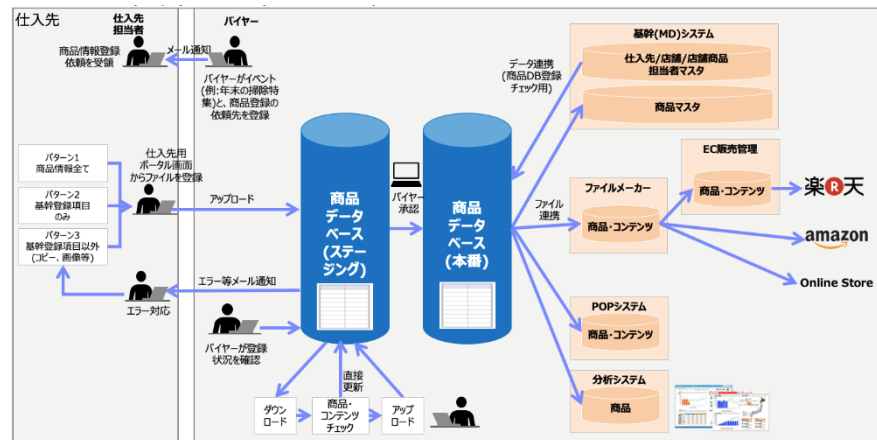 仕入先
仕入先
担当者
バイヤー
商品情報登録
依頼を受領
メール通知
バイヤーがイベント
(例:年末の掃除特
集)と、商品登録の
依頼先を登録
パターン1
商品情報全て
パターン2
基幹登録項目
のみ
パターン3
基幹登録項目以外
(コピー、画像等)
仕入先用
ポータル画面
からファイルを登録
アップロード
エラー等メール通知
エラー対応
バイヤーが登録
状況を確認
商品
データ
ベース
(ステー
ジング)
バイヤー
承認
商品
データ
ベース
(本番)
直接
更新
ダウン
ロード
商品・
コンテンツ
チェック
アップ
ロード
データ連携
(商品DB登録
チェック用)
基幹(MD)システム
仕入先/店舗/店舗商品
担当者マスタ
商品マスタ
ファイル
連携
ファイルメーカー
商品・コンテンツ
EC販売管理
商品・コンテンツ
楽R天
amazon
Online Store
POPシステム
商品・コンテンツ
分析システム
商品